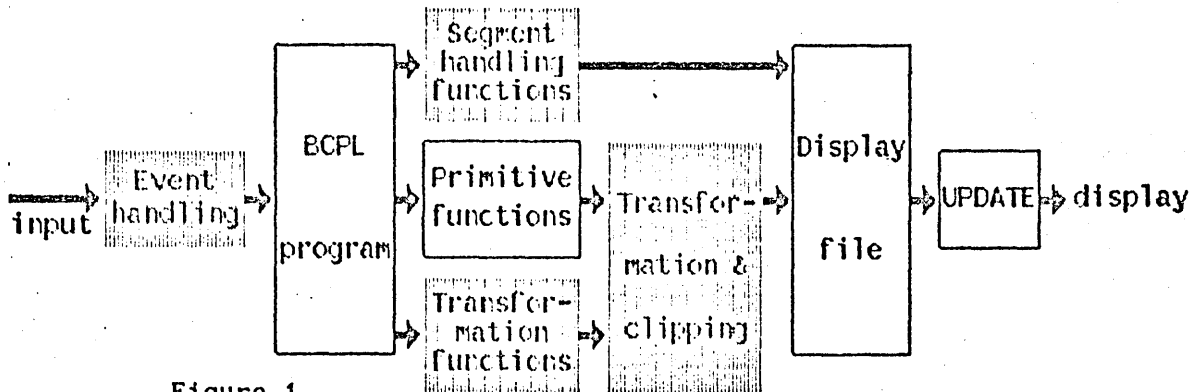 input
Event
handling
BCPL
program
Segment
handling
functions
Primitive
functions
Transfor-
mation
functions
Transfor-
mation &
clipping
Display
file
UPDATE
display
Figure 1